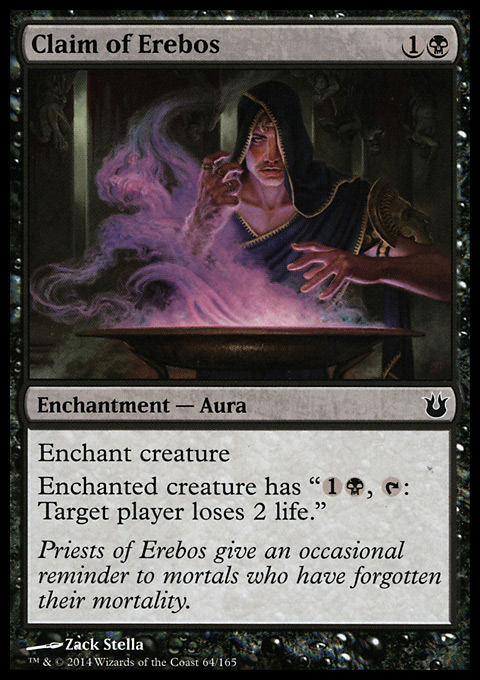 Claim of Erebos 1
Enchantment — Aura
Enchant creature
Enchanted creature has “1, :
Target player loses 2 life.”
Priests of Erebos give an occasional
reminder to mortals who have forgotten
their mortality.
Zack Stella
™ & © 2014 Wizards of the Coast 64/165